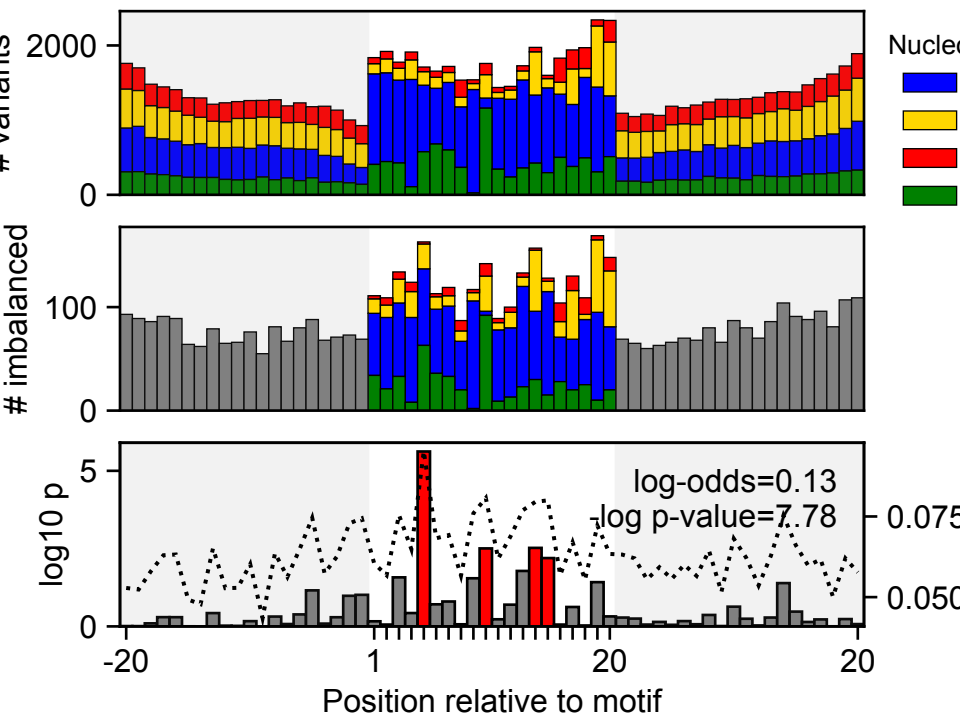 # variants
2000
0
# imbalanced
100
0
log10 p
5
0
log-odds=0.13
-log p-value=7.78
0.075
0.050
-20
1
20
20
Position relative to motif